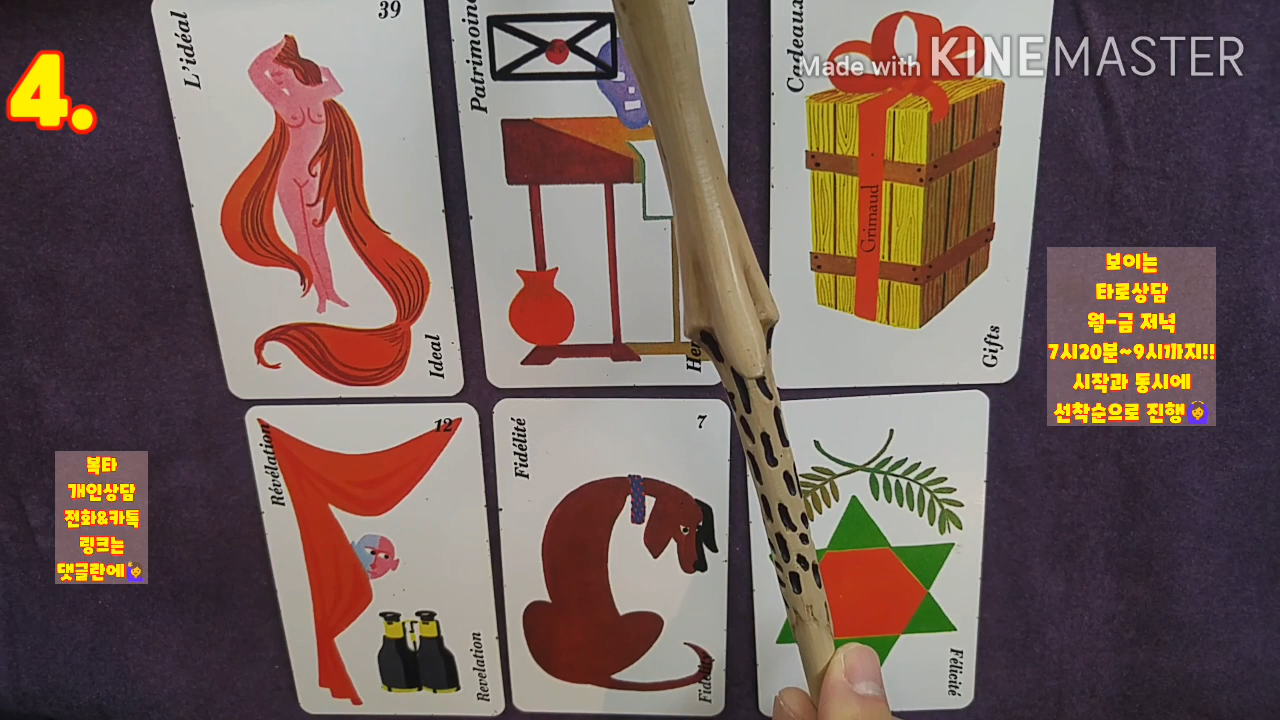 4.
L'idéal
39
Ideal
Patrimoine
Cadeaux
Made with KINEMASTER
Grimaud
Gifts
보이는
타로상담
월-금 저녁
7시20분~9시까지!!
시작과 동시에
선착순으로 진행🙆‍♀️
복타
개인상담
전화&카톡
링크는
댓글란에🙆‍♀️
Révélation
12
Revelation
Fidélité
7
Félicité